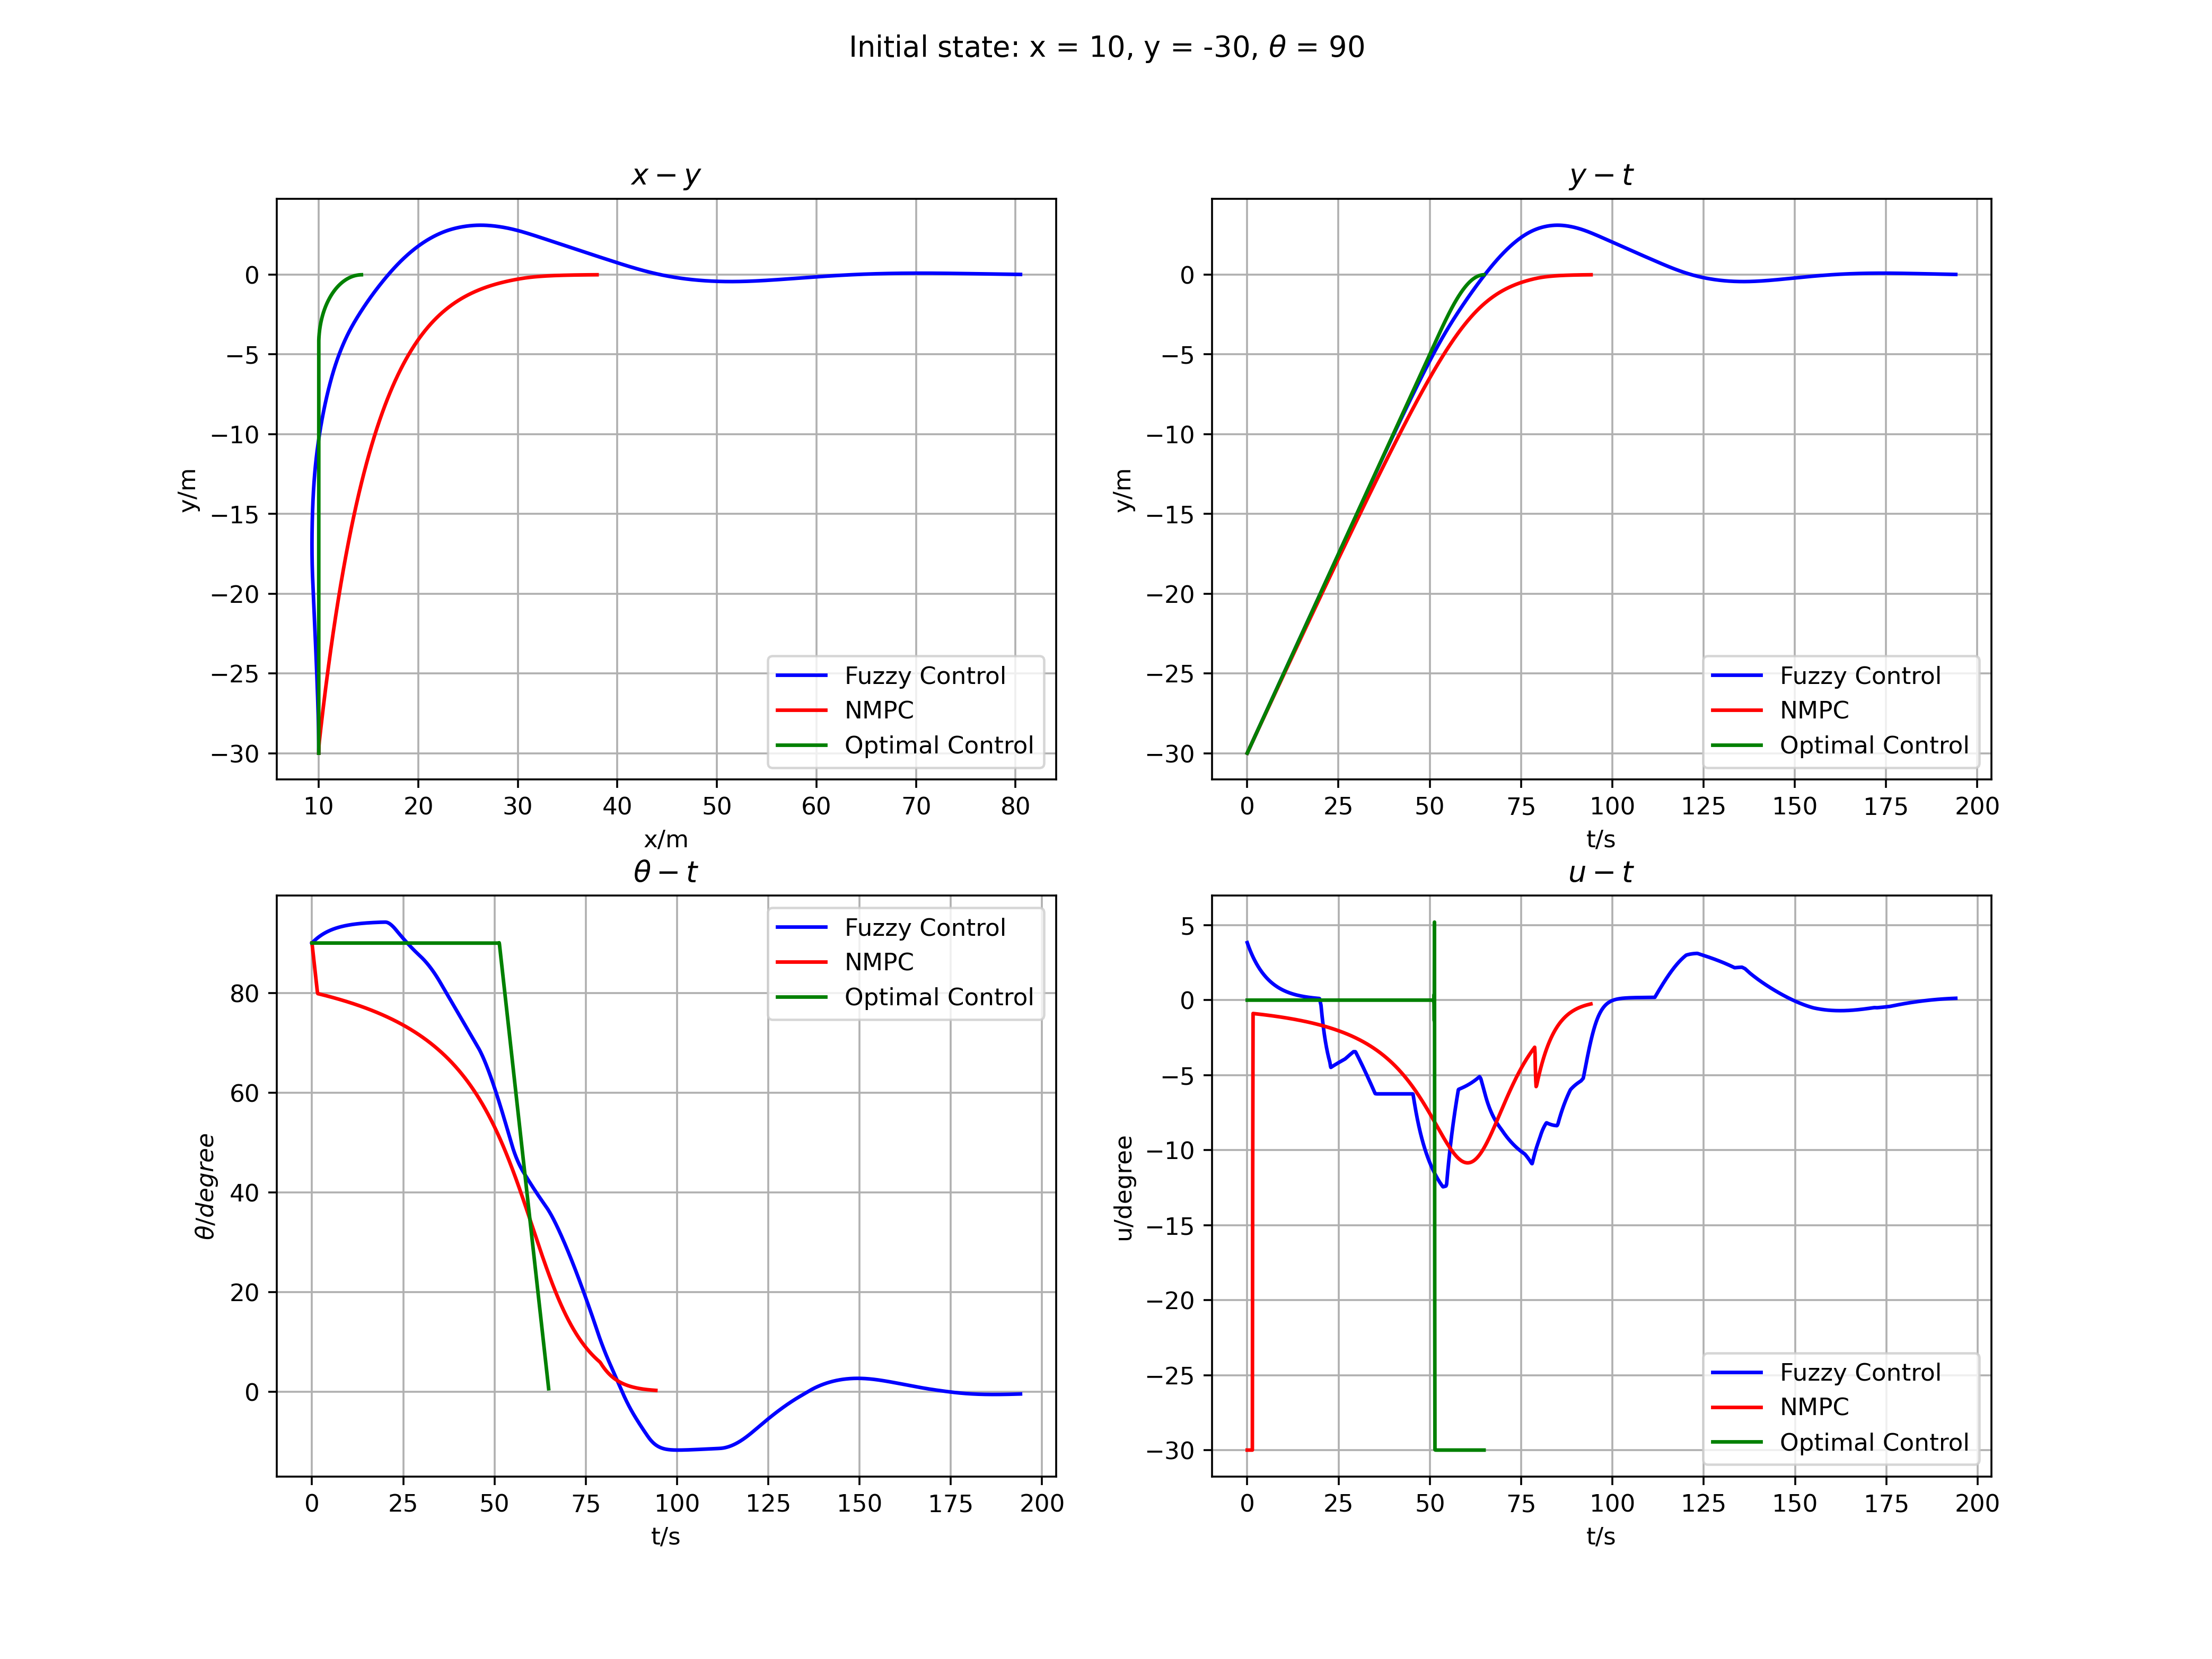 Initial state: x = 10, y = -30, θ = 90
x − y
y/m
0
−5
−10
−15
−20
−25
−30
10 20 30 40 50 60 70 80
x/m
Fuzzy Control
NMPC
Optimal Control
y − t
y/m
0
−5
−10
−15
−20
−25
−30
0 25 50 75 100 125 150 175 200
t/s
Fuzzy Control
NMPC
Optimal Control
θ − t
θ/degree
80
60
40
20
0
0 25 50 75 100 125 150 175 200
t/s
Fuzzy Control
NMPC
Optimal Control
u − t
u/degree
5
0
−5
−10
−15
−20
−25
−30
0 25 50 75 100 125 150 175 200
t/s
Fuzzy Control
NMPC
Optimal Control